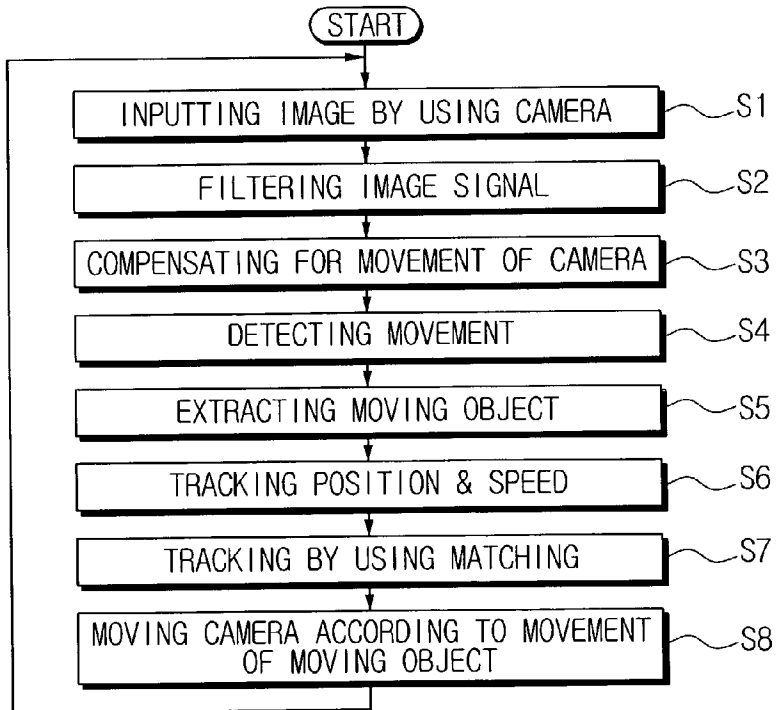 START
INPUTTING IMAGE BY USING CAMERA S1
FILTERING IMAGE SIGNAL S2
COMPENSATING FOR MOVEMENT OF CAMERA S3
DETECTING MOVEMENT S4
EXTRACTING MOVING OBJECT S5
TRACKING POSITION & SPEED S6
TRACKING BY USING MATCHING S7
MOVING CAMERA ACCORDING TO MOVEMENT
OF MOVING OBJECT S8